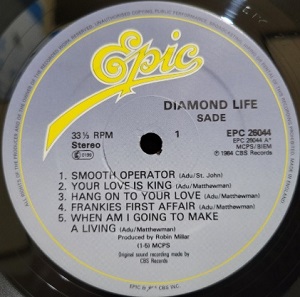 Epic
DIAMOND LIFE
SADE
33⅓ RPM
Stereo
1
EPC 26044
EPC 26044 A
MCPS/BIEM
℗ 1984 CBS Records
1. SMOOTH OPERATOR (Adu/St. John)
2. YOUR LOVE IS KING (Adu/Matthewman)
3. HANG ON TO YOUR LOVE (Adu/Matthewman)
4. FRANKIES FIRST AFFAIR (Adu/Matthewman)
5. WHEN AM I GOING TO MAKE
A LIVING (Adu/Matthewman)
Produced by Robin Millar
(1-5) MCPS
Original sound recording made by
CBS Records